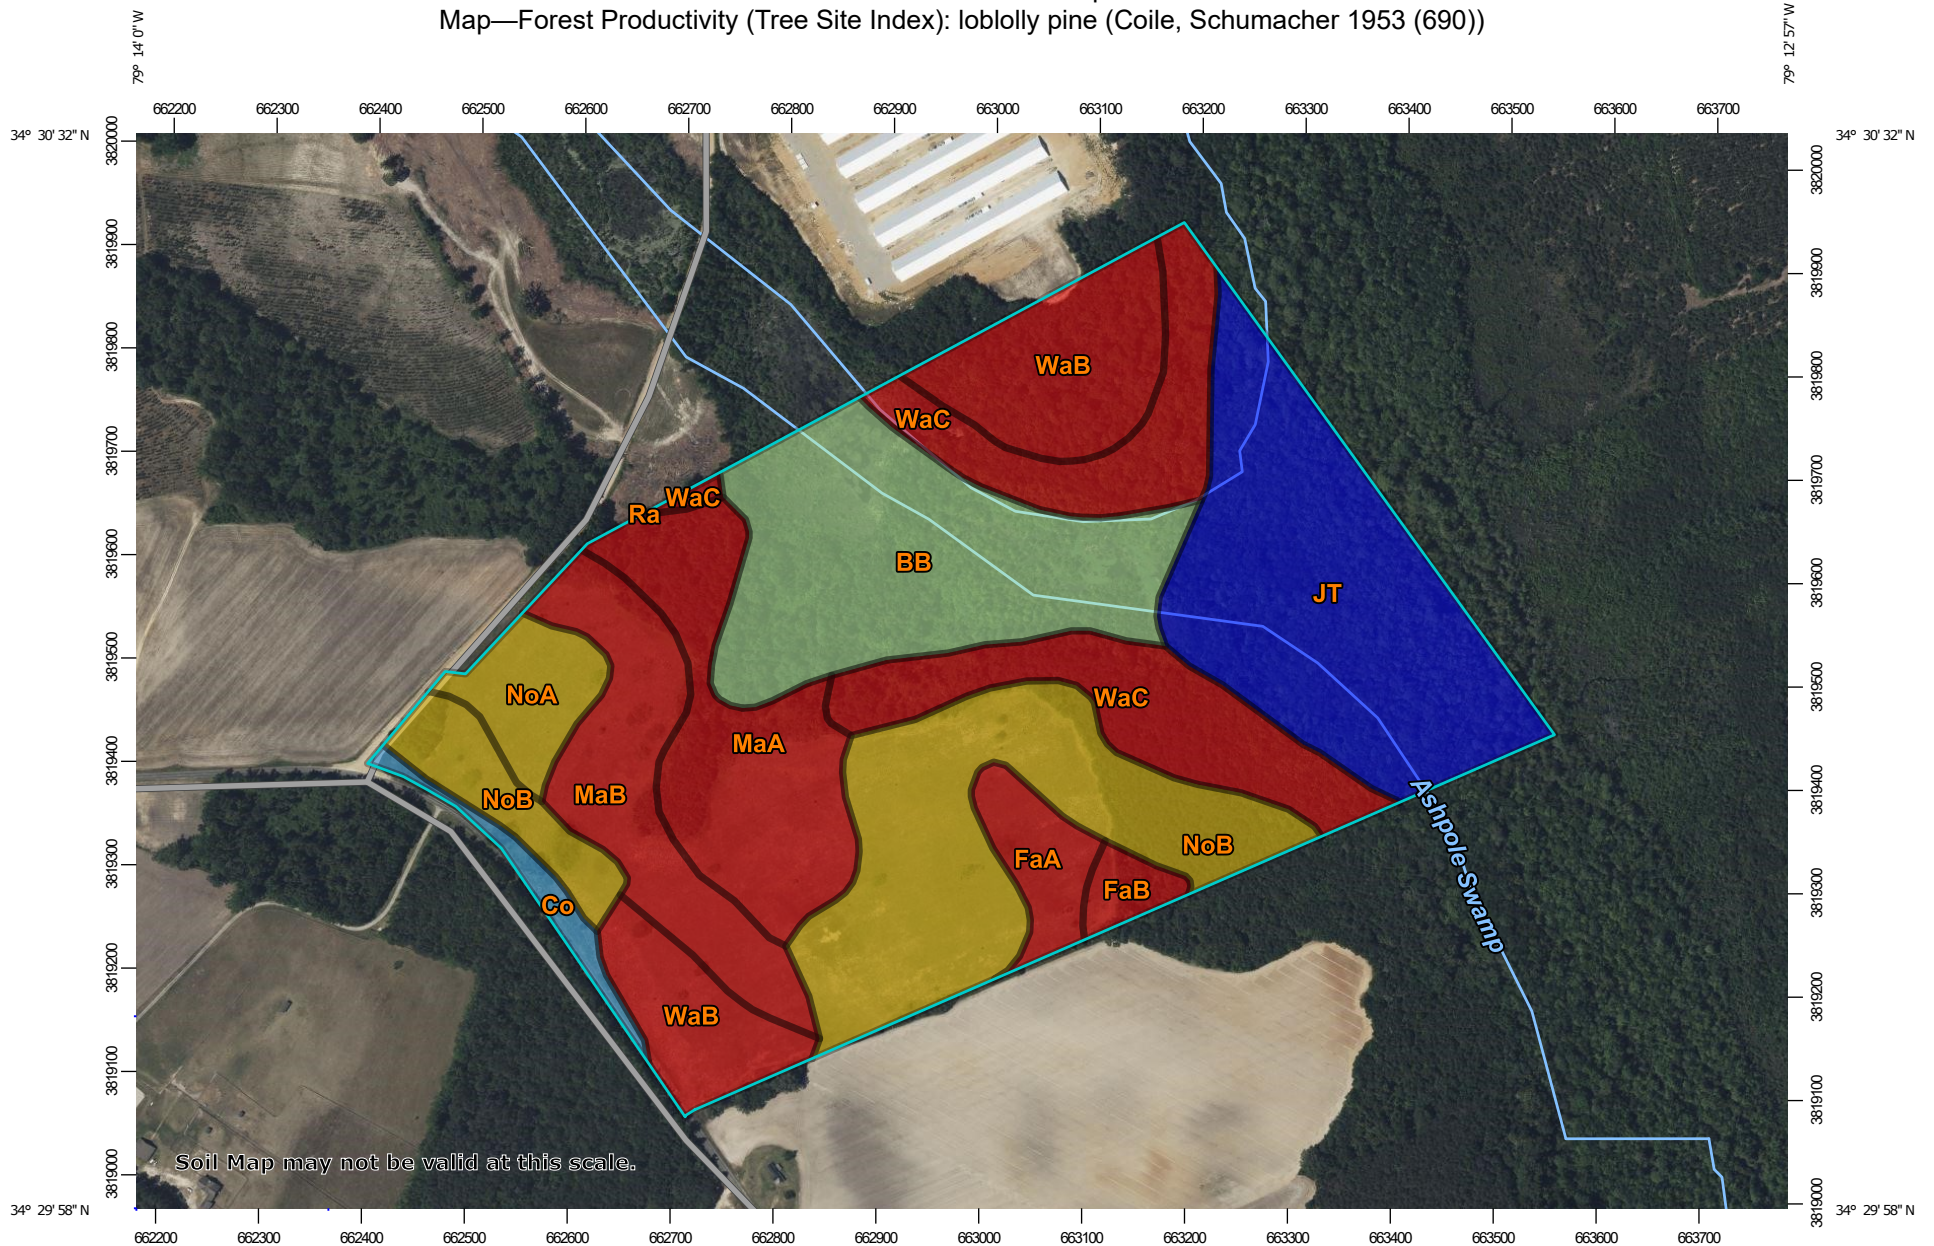 Map—Forest Productivity (Tree Site Index): loblolly pine (Coile, Schumacher 1953 (690))
79° 14' 0'' W
79° 12' 57'' W
662200 662300 662400 662500 662600 662700 662800 662900 663000 663100 663200 663300 663400 663500 663600 663700
34° 30' 32'' N
34° 30' 32'' N
3820000
3820000
3819900
3819900
3819800
3819800
3819700
3819700
3819600
3819600
3819500
3819500
3819400
3819400
3819300
3819300
3819200
3819200
3819100
3819100
3819000
3819000
WaB
WaC
WaC
Ra
BB
JT
NoA
WaC
MaA
MaB
NoB
NoB
FaA
FaB
Co
WaB
Ashpole-Swamp
Soil Map may not be valid at this scale.
34° 29' 58'' N
34° 29' 58'' N
662200 662300 662400 662500 662600 662700 662800 662900 663000 663100 663200 663300 663400 663500 663600 663700